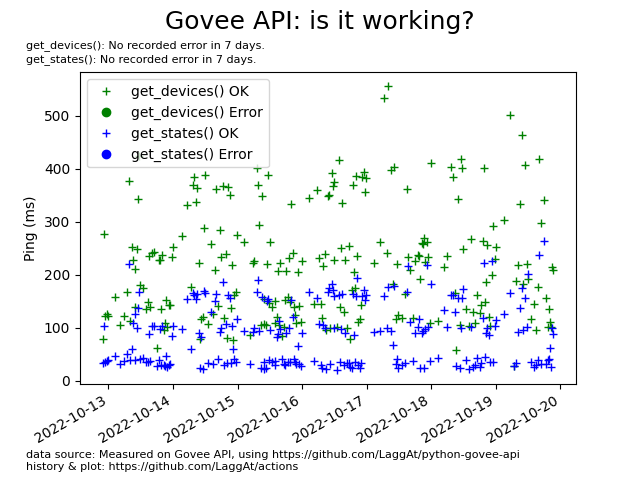 Govee API: is it working?
get_devices(): No recorded error in 7 days.
get_states(): No recorded error in 7 days.
get_devices() OK
get_devices() Error
get_states() OK
get_states() Error
Ping (ms)
500
400
300
200
100
0
2022-10-13
2022-10-14
2022-10-15
2022-10-16
2022-10-17
2022-10-18
2022-10-19
2022-10-20
data source: Measured on Govee API, using https://github.com/LaggAt/python-govee-api
history & plot: https://github.com/LaggAt/actions